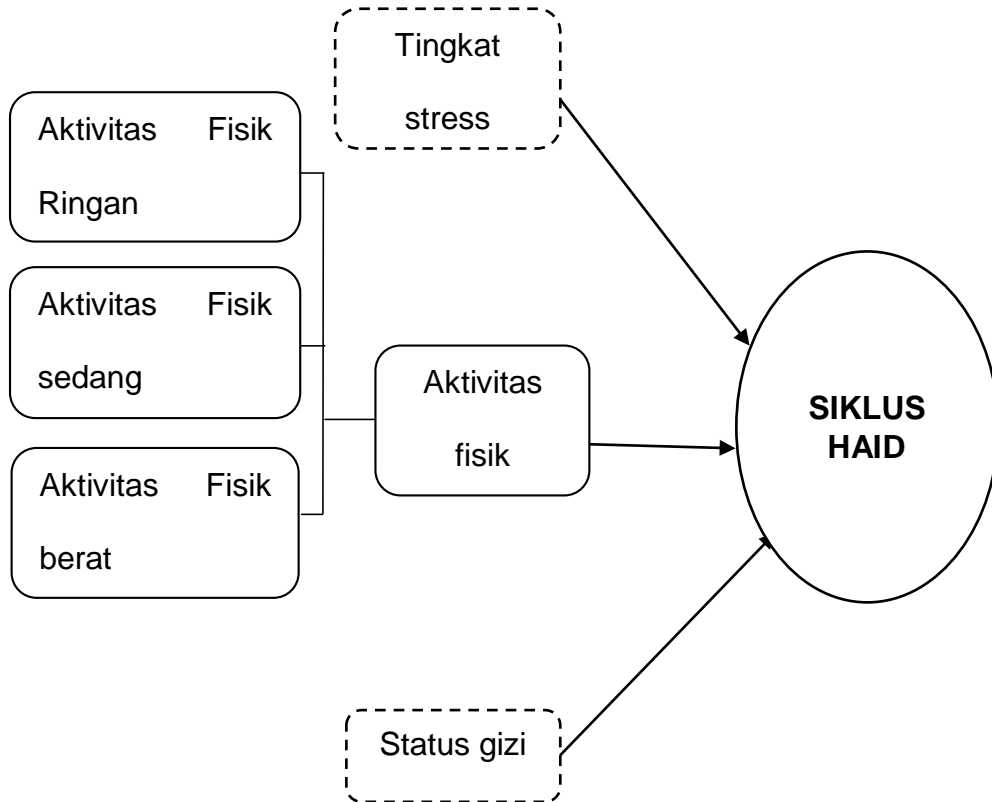 Tingkat
stress
Aktivitas Fisik
Ringan
Aktivitas Fisik
sedang
Aktivitas Fisik
berat
Aktivitas
fisik
SIKLUS
HAID
Status gizi